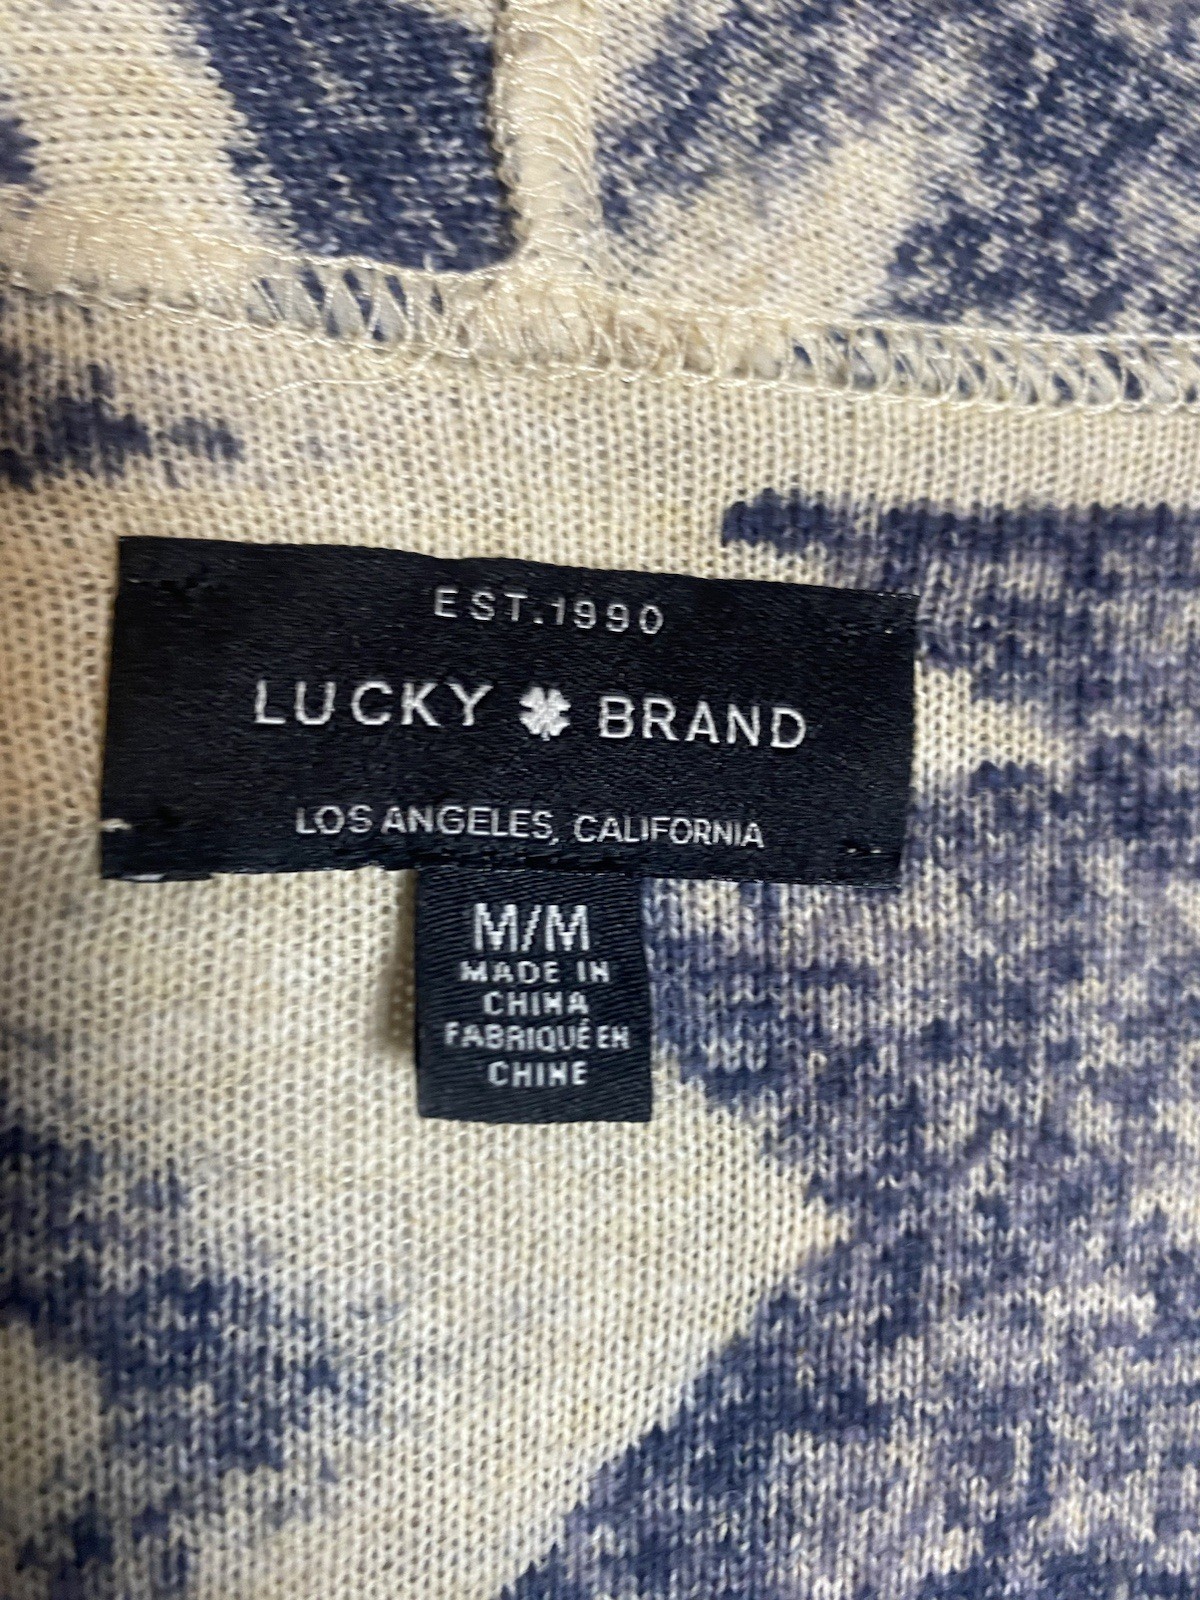 EST.1990
LUCKY BRAND
LOS ANGELES, CALIFORNIA
M/M
MADE IN
CHINA
FABRIQUÉ EN
CHINE